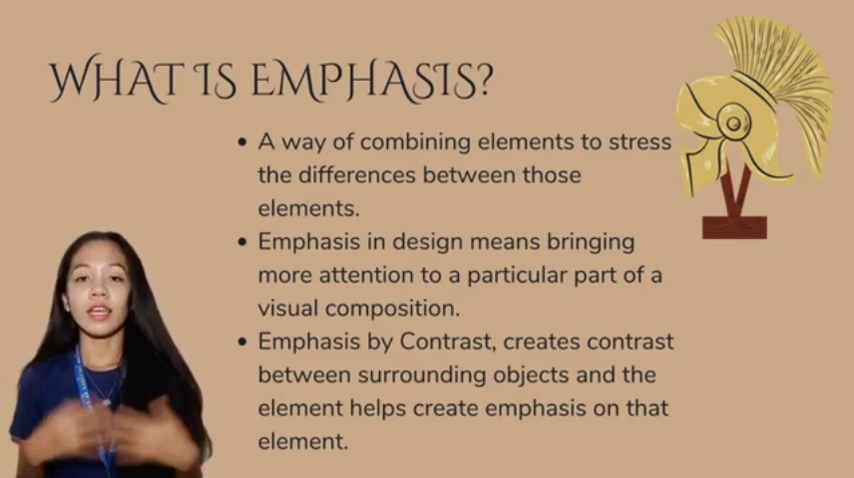 WHAT IS EMPHASIS?
• A way of combining elements to stress
the differences between those
elements.
• Emphasis in design means bringing
more attention to a particular part of a
visual composition.
• Emphasis by Contrast, creates contrast
between surrounding objects and the
element helps create emphasis on that
element.